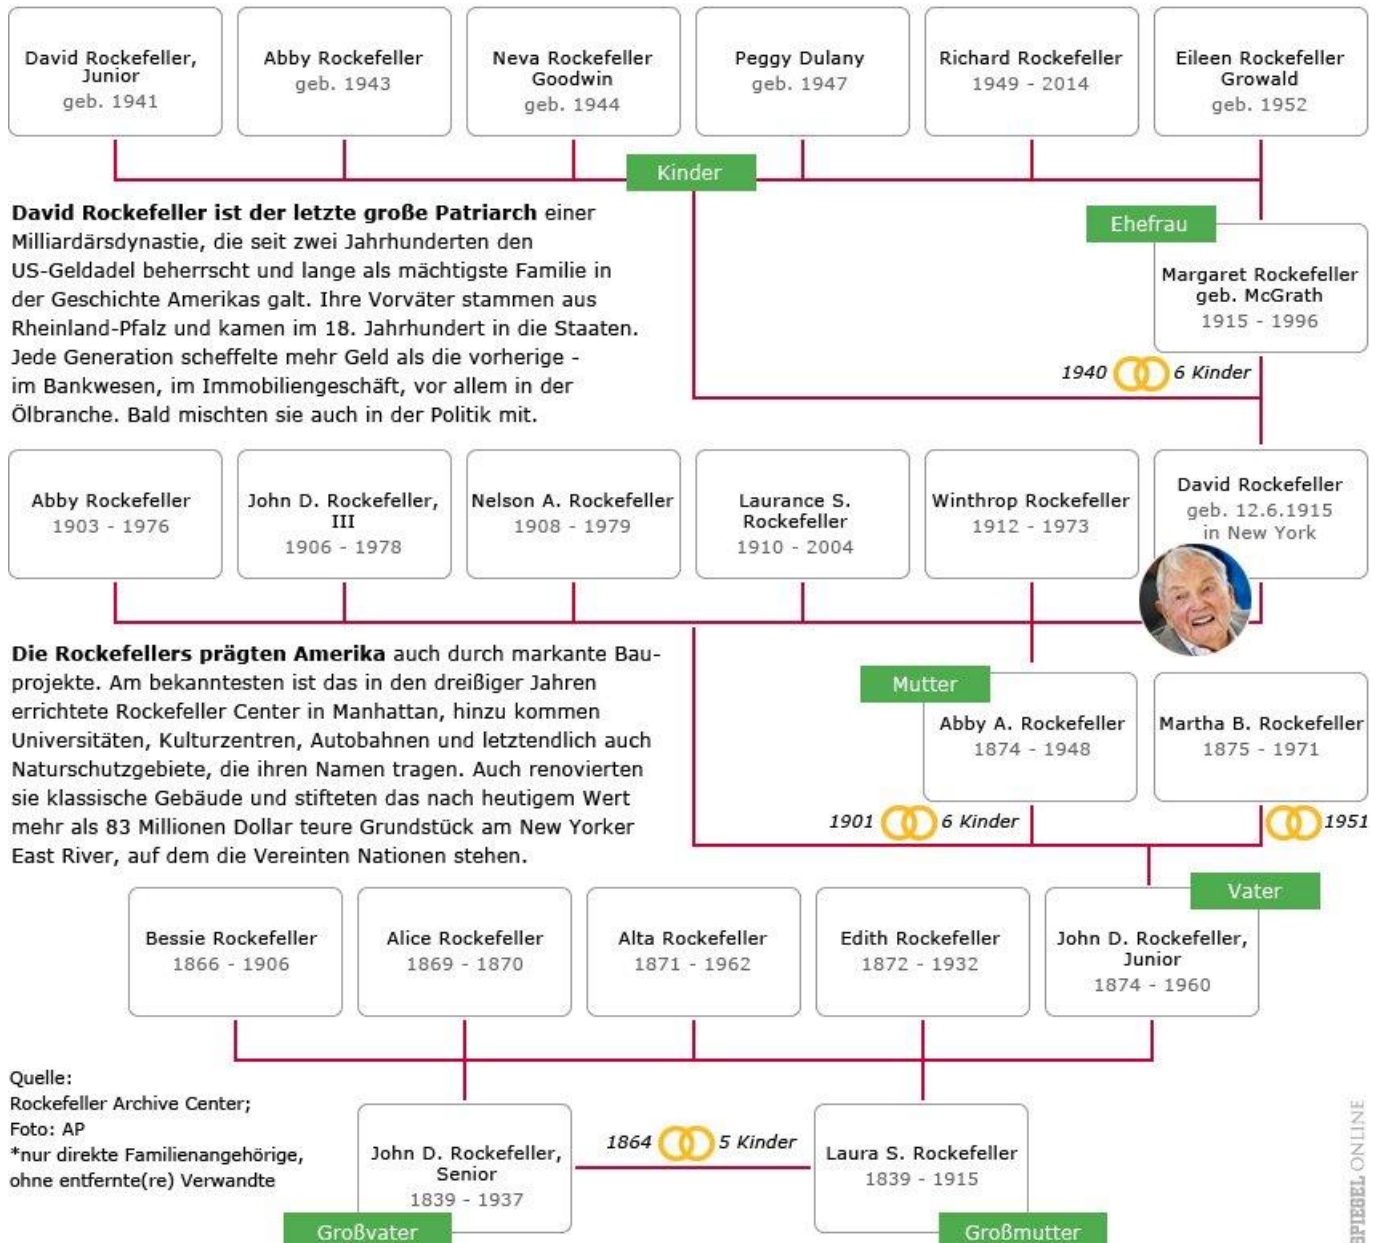 David Rockefeller,
Junior
geb. 1941
Abby Rockefeller
geb. 1943
Neva Rockefeller
Goodwin
geb. 1944
Peggy Dulany
geb. 1947
Richard Rockefeller
1949 - 2014
Eileen Rockefeller
Growald
geb. 1952
Kinder
David Rockefeller ist der letzte große Patriarch einer
Milliardärsdynastie, die seit zwei Jahrhunderten den
US-Geldadel beherrscht und lange als mächtigste Familie in
der Geschichte Amerikas galt. Ihre Vorväter stammen aus
Rheinland-Pfalz und kamen im 18. Jahrhundert in die Staaten.
Jede Generation scheffelte mehr Geld als die vorherige -
im Bankwesen, im Immobiliengeschäft, vor allem in der
Ölbranche. Bald mischten sie auch in der Politik mit.
Ehefrau
Margaret Rockefeller
geb. McGrath
1915 - 1996
1940 6 Kinder
Abby Rockefeller
1903 - 1976
John D. Rockefeller,
III
1906 - 1978
Nelson A. Rockefeller
1908 - 1979
Laurance S.
Rockefeller
1910 - 2004
Winthrop Rockefeller
1912 - 1973
David Rockefeller
geb. 12.6.1915
in New York
Die Rockefellers prägten Amerika auch durch markante Bau-
projekte. Am bekanntesten ist das in den dreißiger Jahren
errichtete Rockefeller Center in Manhattan, hinzu kommen
Universitäten, Kulturzentren, Autobahnen und letztendlich auch
Naturschutzgebiete, die ihren Namen tragen. Auch renovierten
sie klassische Gebäude und stifteten das nach heutigem Wert
mehr als 83 Millionen Dollar teure Grundstück am New Yorker
East River, auf dem die Vereinten Nationen stehen.
Mutter
Abby A. Rockefeller
1874 - 1948
Martha B. Rockefeller
1875 - 1971
1901 6 Kinder
1951
Vater
Bessie Rockefeller
1866 - 1906
Alice Rockefeller
1869 - 1870
Alta Rockefeller
1871 - 1962
Edith Rockefeller
1872 - 1932
John D. Rockefeller,
Junior
1874 - 1960
Quelle:
Rockefeller Archive Center;
Foto: AP
*nur direkte Familienangehörige,
ohne entfernte(re) Verwandte
John D. Rockefeller,
Senior
1839 - 1937
Großvater
1864 5 Kinder
Laura S. Rockefeller
1839 - 1915
Großmutter
SPIEGEL ONLINE